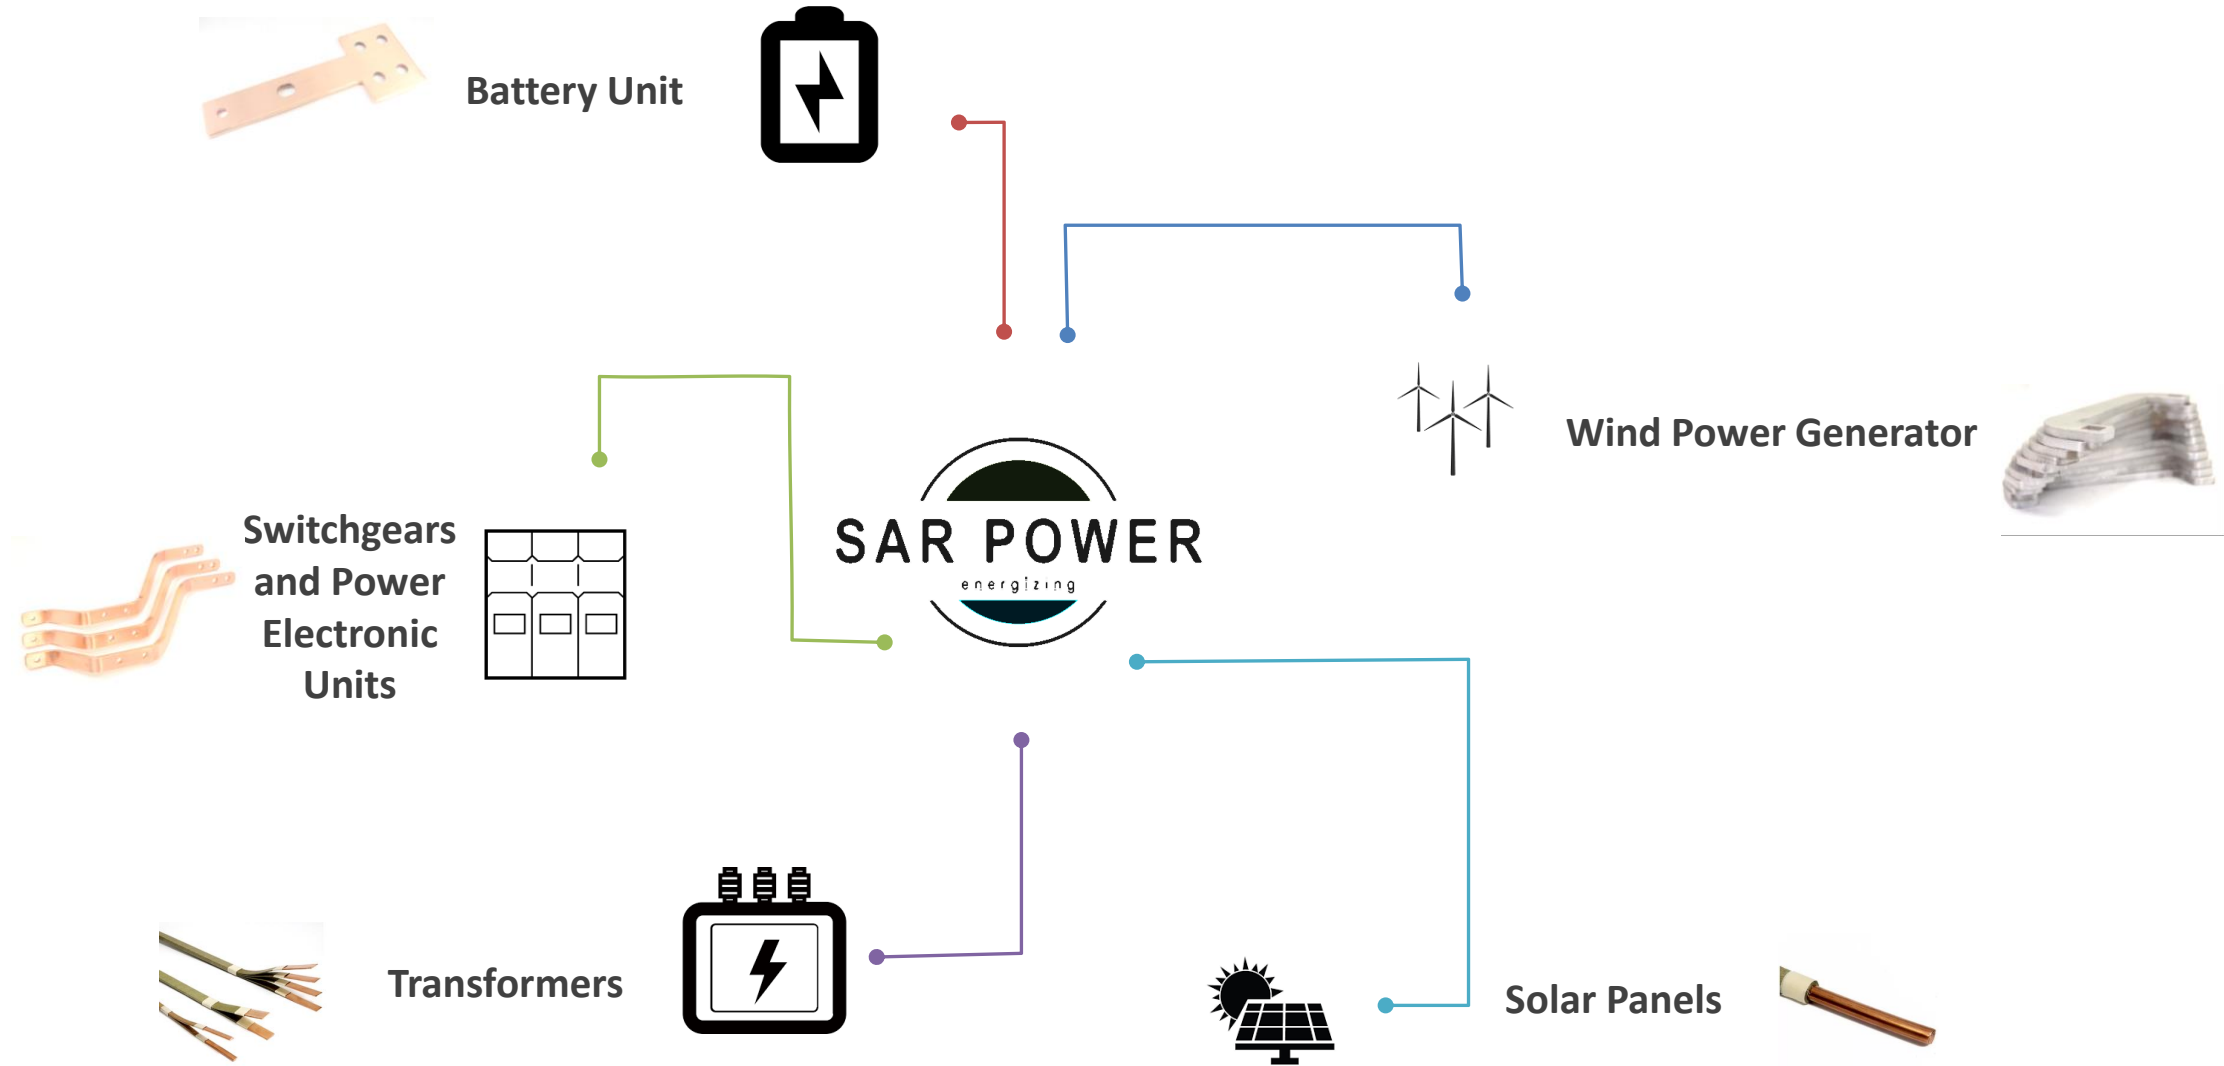 Battery Unit
Wind Power Generator
SAR POWER
energizing
Switchgears
and Power
Electronic
Units
Transformers
Solar Panels